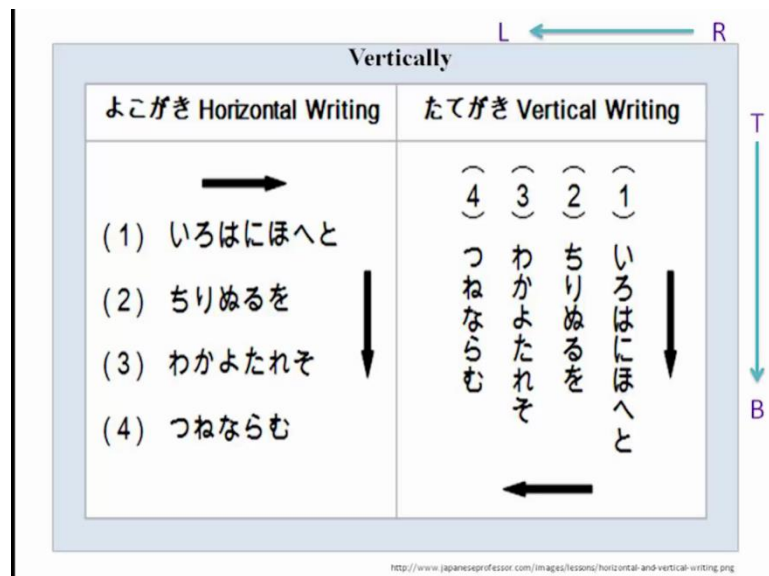 L R
Vertically
よこがき Horizontal Writing
(1) いろはにほへと
(2) ちりぬるを
(3) わかよたれそ
(4) つねならむ
たてがき Vertical Writing
(1) いろはにほへと
(2) ちりぬるを
(3) わかよたれそ
(4) つねならむ
T
B
http://www.japaneseprofessor.com/images/lessons/horizontal-and-vertical-writing.png